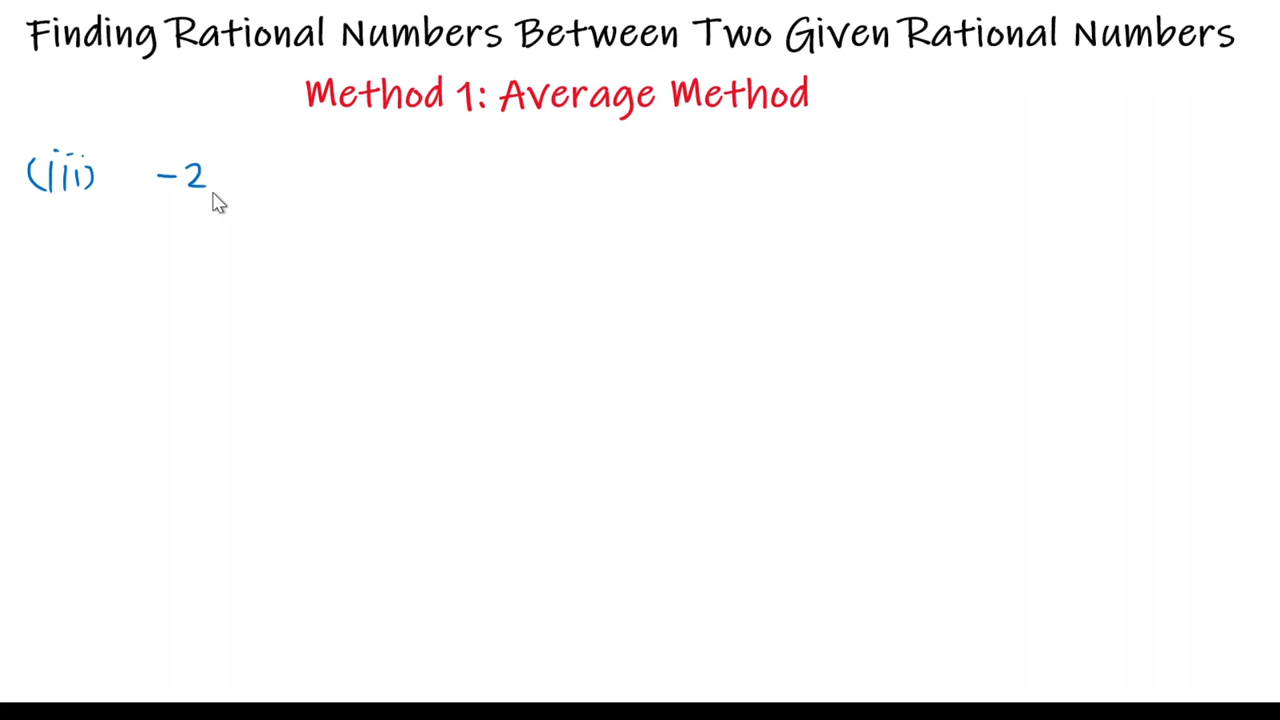 Finding Rational Numbers Between Two Given Rational Numbers
Method 1: Average Method
(iii) -2